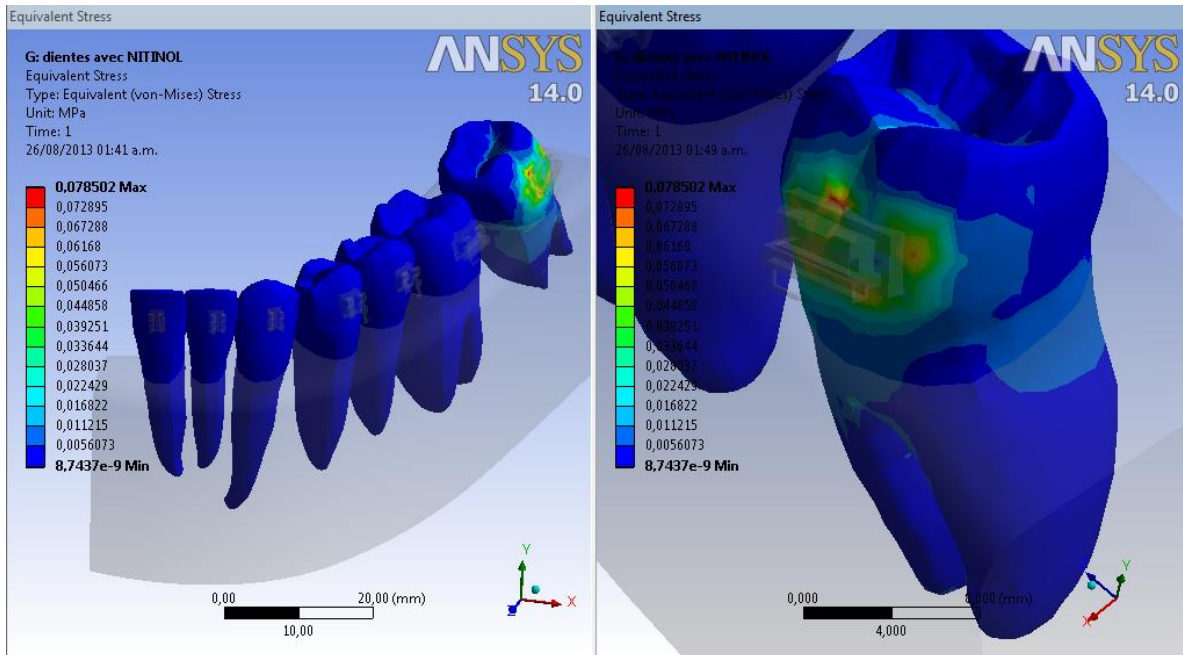 Equivalent Stress
G: dientes avec NITINOL
Equivalent Stress
Type: Equivalent (von-Mises) Stress
Unit: MPa
Time: 1
26/08/2013 01:41 a.m.
ANSYS
14.0
0,078502 Max
0,072895
0,067288
0,06168
0,056073
0,050466
0,044858
0,039251
0,033644
0,028037
0,022429
0,016822
0,011215
0,0056073
8,7437e-9 Min
0,00
20,00 (mm)
10,00
Y
X
Z
Equivalent Stress
G: dientes avec NITINOL
Equivalent Stress
Type: Equivalent (von-Mises) Stress
Unit: MPa
Time: 1
26/08/2013 01:49 a.m.
ANSYS
14.0
0,078502 Max
0,072895
0,067288
0,06168
0,056073
0,050466
0,044858
0,039251
0,033644
0,028037
0,022429
0,016822
0,011215
0,0056073
8,7437e-9 Min
0,000
8,000 (mm)
4,000
Y
X